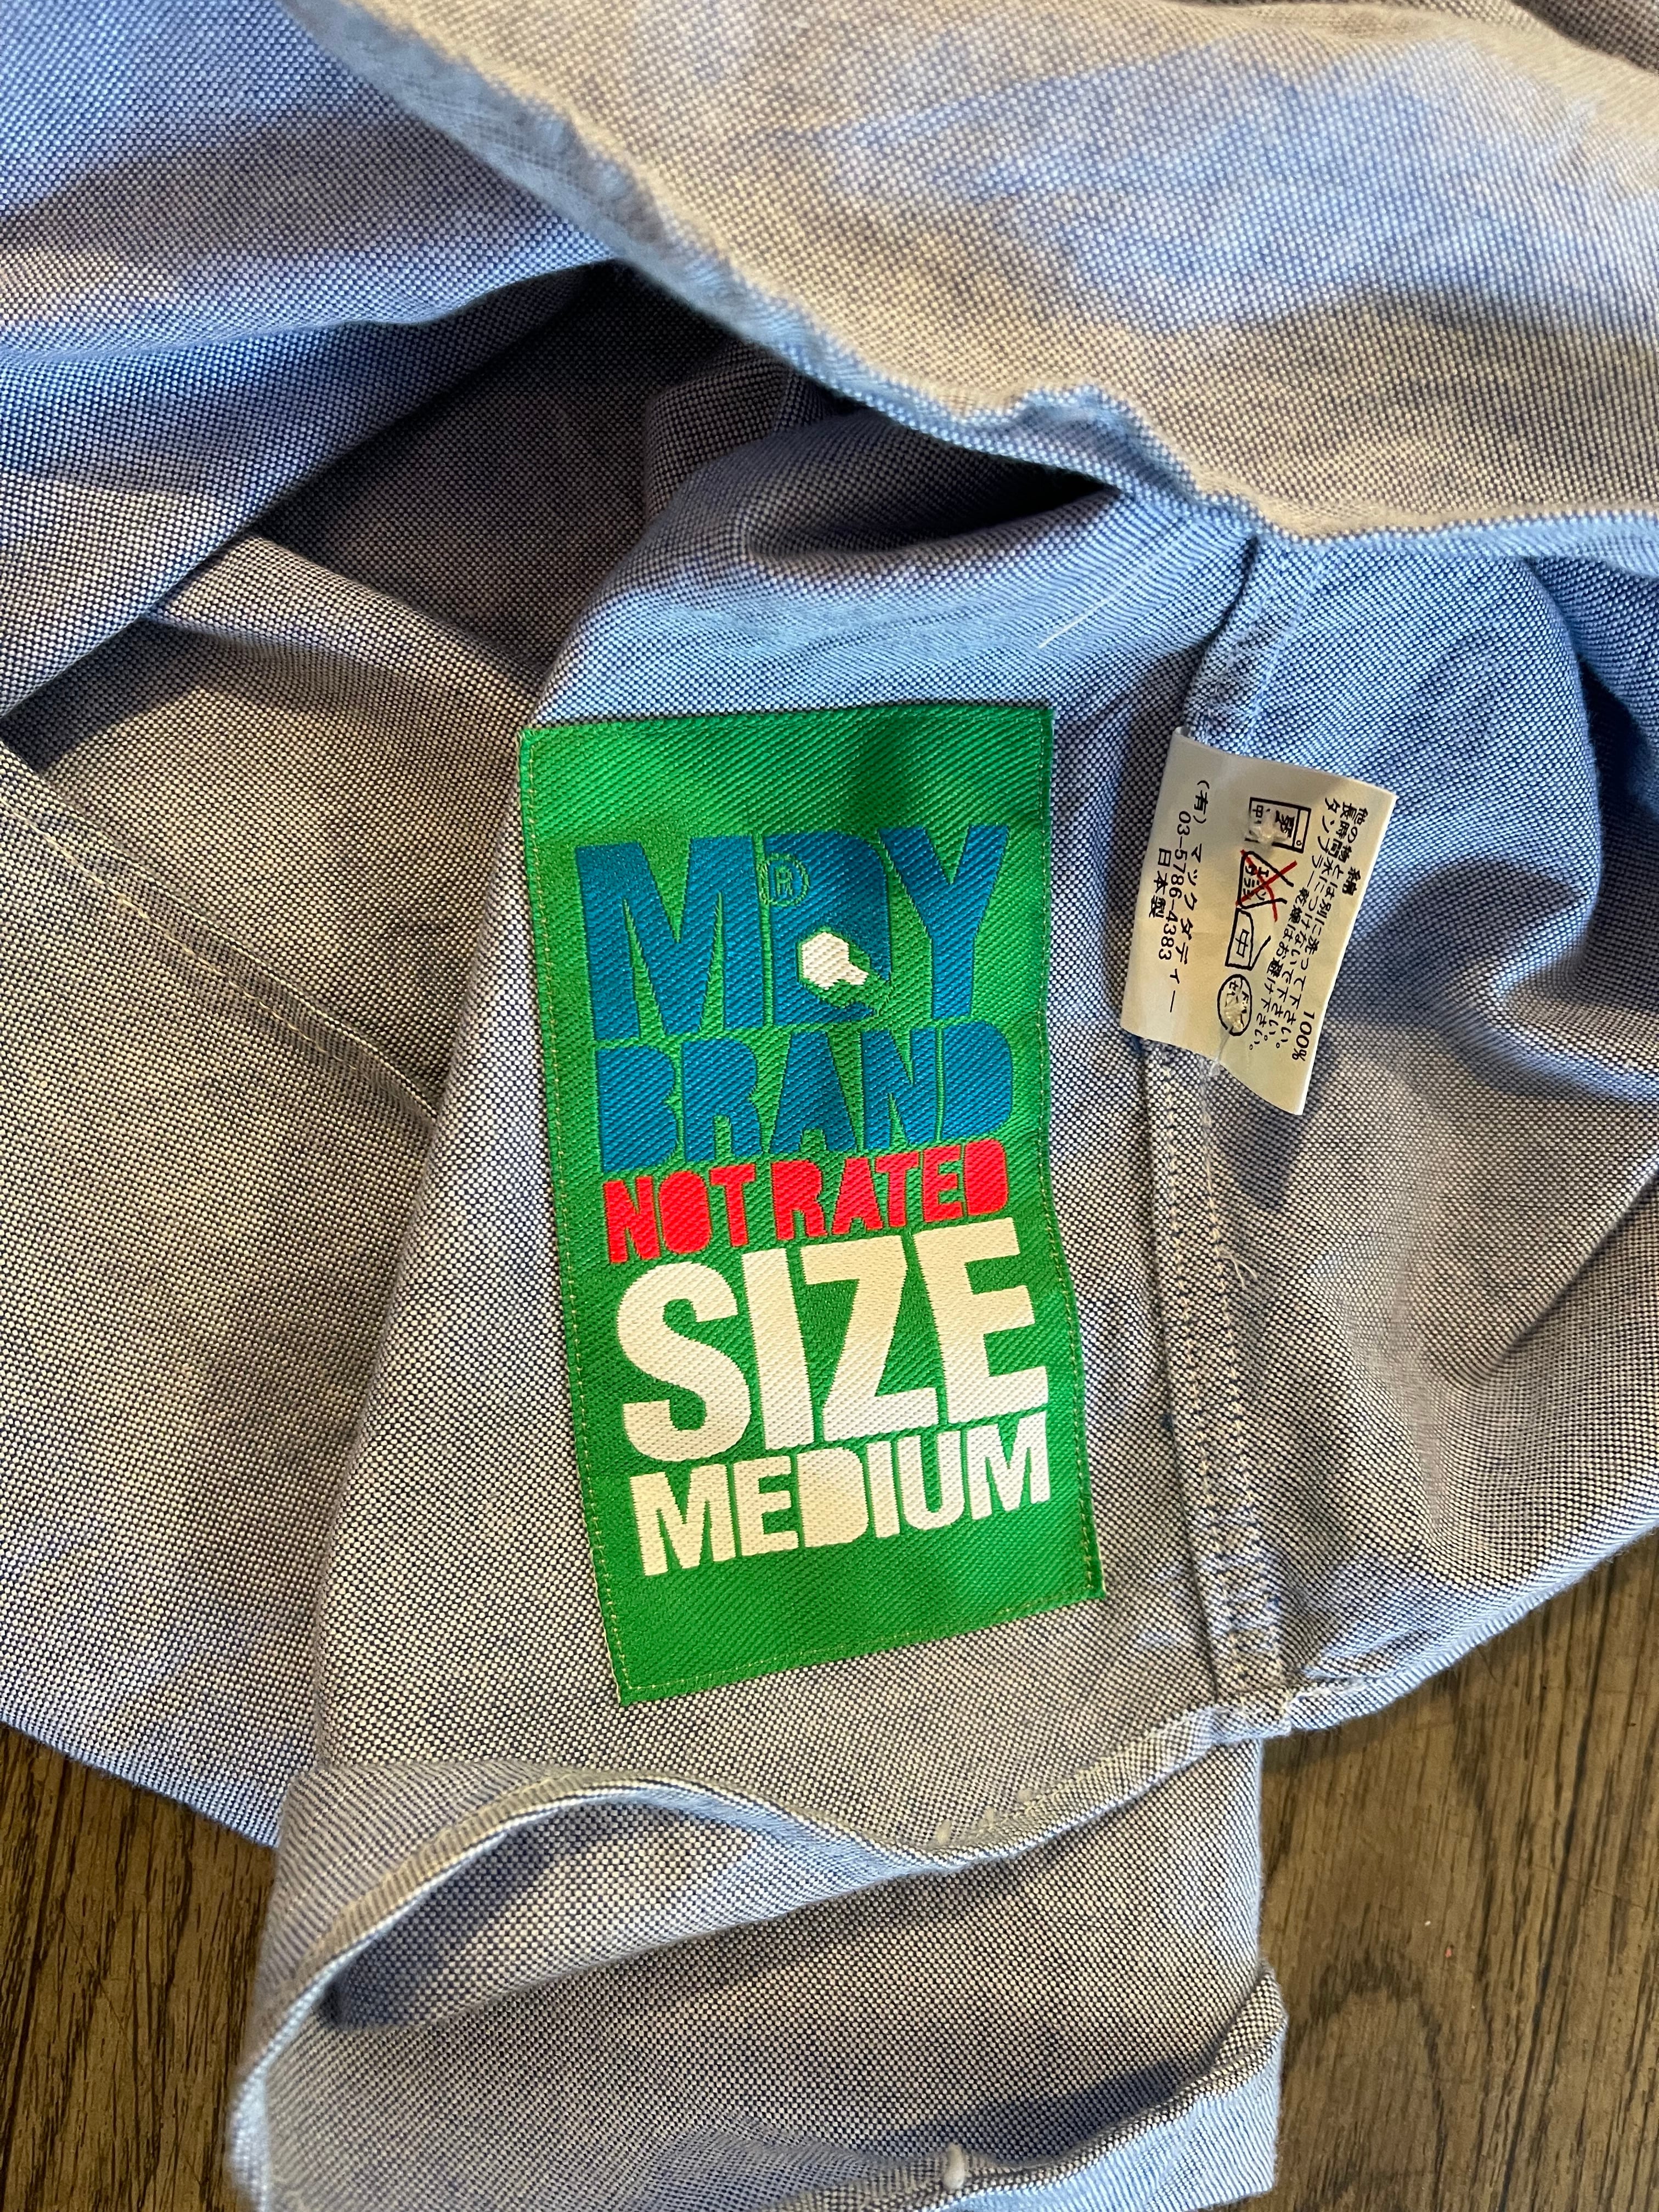 MDY
®
BRAND
NOT RATED
SIZE
MEDIUM
綿 100%
他の物とは別に洗って下さい。
長時間水につけないで下さい。
タンブラー乾燥はお避け下さい。
中
(有)マックダディー
03-5786-4383
日本製